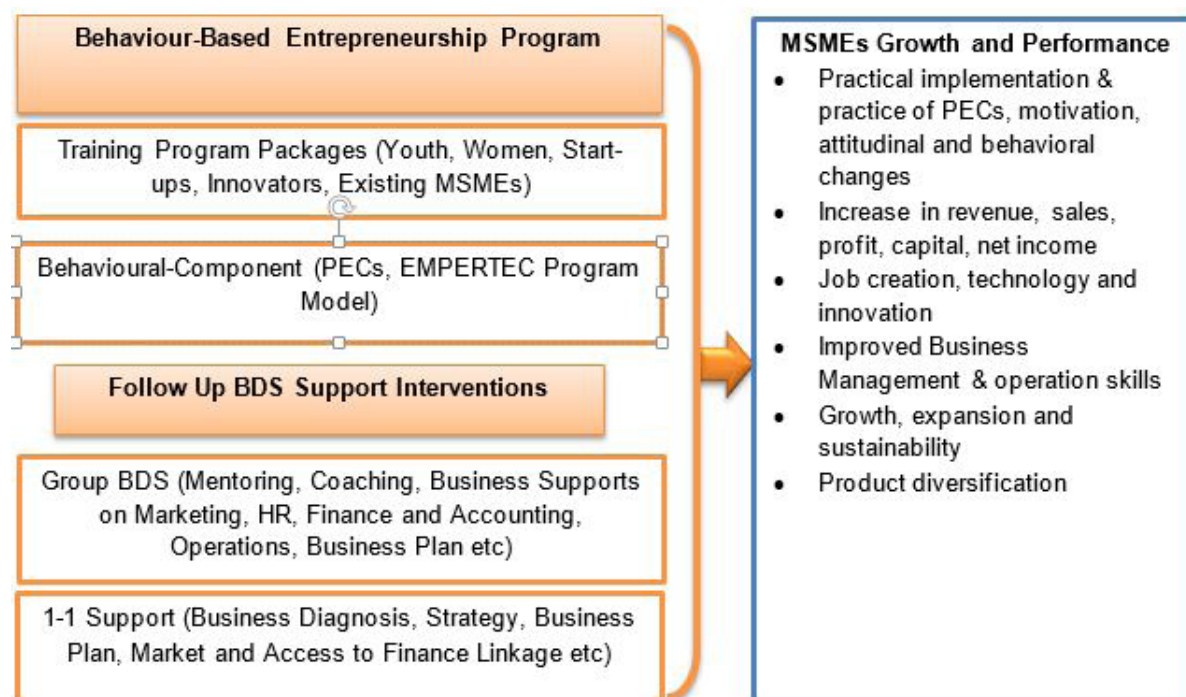 Behaviour-Based Entrepreneurship Program
Training Program Packages (Youth, Women, Start-
ups, Innovators, Existing MSMEs)
Behavioural-Component (PECs, EMPERTEC Program
Model)
Follow Up BDS Support Interventions
Group BDS (Mentoring, Coaching, Business Supports
on Marketing, HR, Finance and Accounting,
Operations, Business Plan etc)
1-1 Support (Business Diagnosis, Strategy, Business
Plan, Market and Access to Finance Linkage etc)
MSMEs Growth and Performance
• Practical implementation &
practice of PECs, motivation,
attitudinal and behavioral
changes
• Increase in revenue, sales,
profit, capital, net income
• Job creation, technology and
innovation
• Improved Business
Management & operation skills
• Growth, expansion and
sustainability
• Product diversification